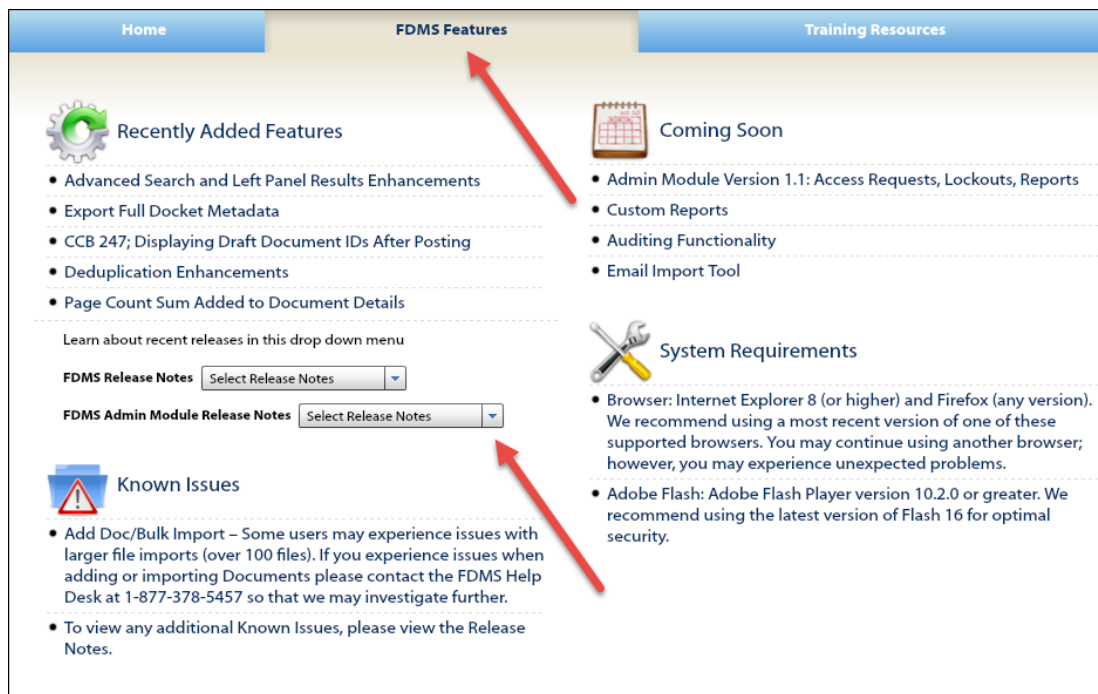 Home
FDMS Features
Training Resources
Recently Added Features
• Advanced Search and Left Panel Results Enhancements
• Export Full Docket Metadata
• CCB 247; Displaying Draft Document IDs After Posting
• Deduplication Enhancements
• Page Count Sum Added to Document Details
Learn about recent releases in this drop down menu
FDMS Release Notes Select Release Notes
FDMS Admin Module Release Notes Select Release Notes
Known Issues
• Add Doc/Bulk Import – Some users may experience issues with
larger file imports (over 100 files). If you experience issues when
adding or importing Documents please contact the FDMS Help
Desk at 1-877-378-5457 so that we may investigate further.
• To view any additional Known Issues, please view the Release
Notes.
Coming Soon
• Admin Module Version 1.1: Access Requests, Lockouts, Reports
• Custom Reports
• Auditing Functionality
• Email Import Tool
System Requirements
• Browser: Internet Explorer 8 (or higher) and Firefox (any version).
We recommend using a most recent version of one of these
supported browsers. You may continue using another browser;
however, you may experience unexpected problems.
• Adobe Flash: Adobe Flash Player version 10.2.0 or greater. We
recommend using the latest version of Flash 16 for optimal
security.